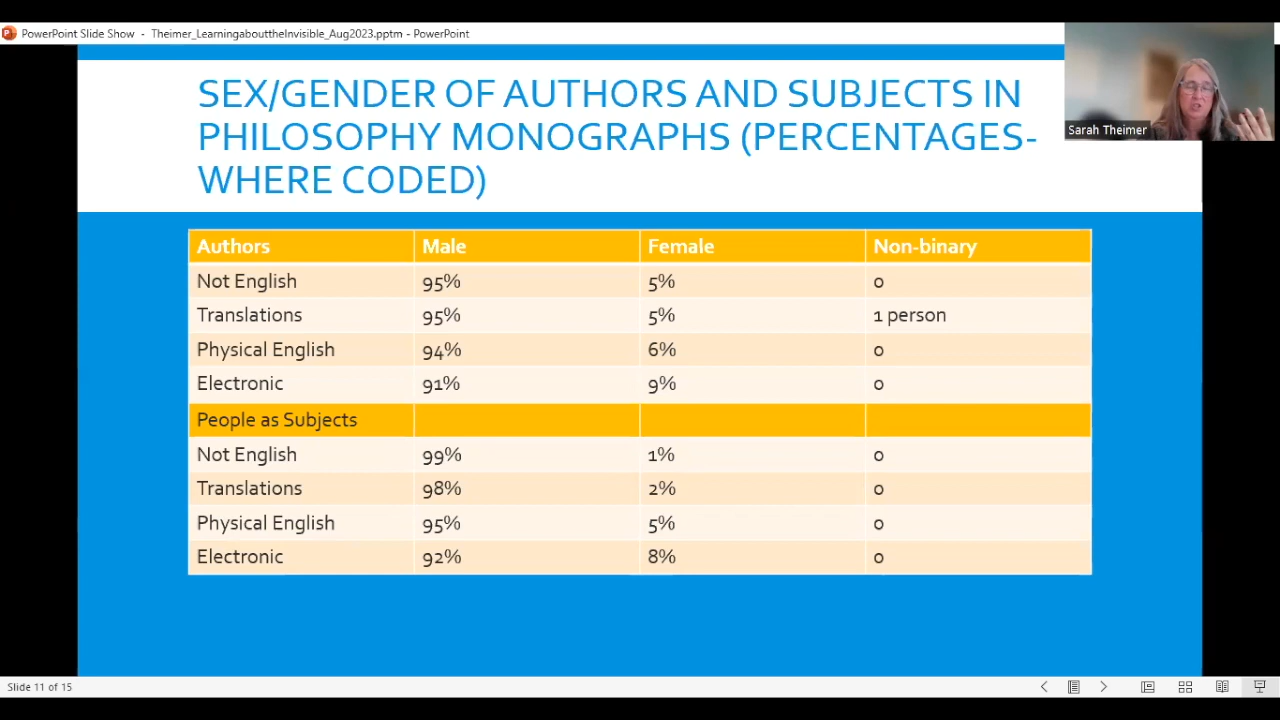 PowerPoint Slide Show - Theimer_LearningabouttheInvisible_Aug2023.pptm - PowerPoint
SEX/GENDER OF AUTHORS AND SUBJECTS IN
PHILOSOPHY MONOGRAPHS (PERCENTAGES-
WHERE CODED)
Sarah Theimer
Authors Male Female Non-binary
Not English 95% 5% 0
Translations 95% 5% 1 person
Physical English 94% 6% 0
Electronic 91% 9% 0
People as Subjects
Not English 99% 1% 0
Translations 98% 2% 0
Physical English 95% 5% 0
Electronic 92% 8% 0
Slide 11 of 15